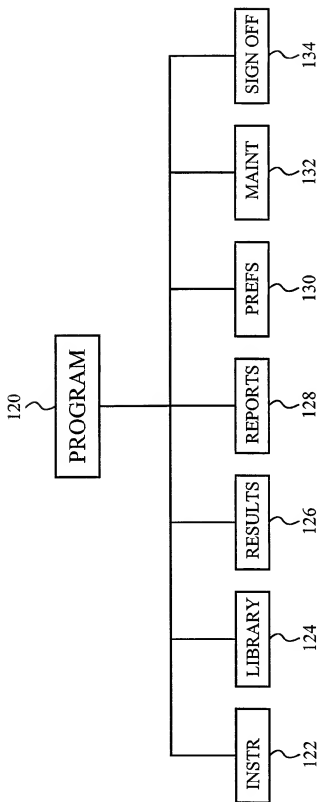 120
PROGRAM
INSTR
LIBRARY
RESULTS
REPORTS
PREFS
MAINT
SIGN OFF
122
124
126
128
130
132
134